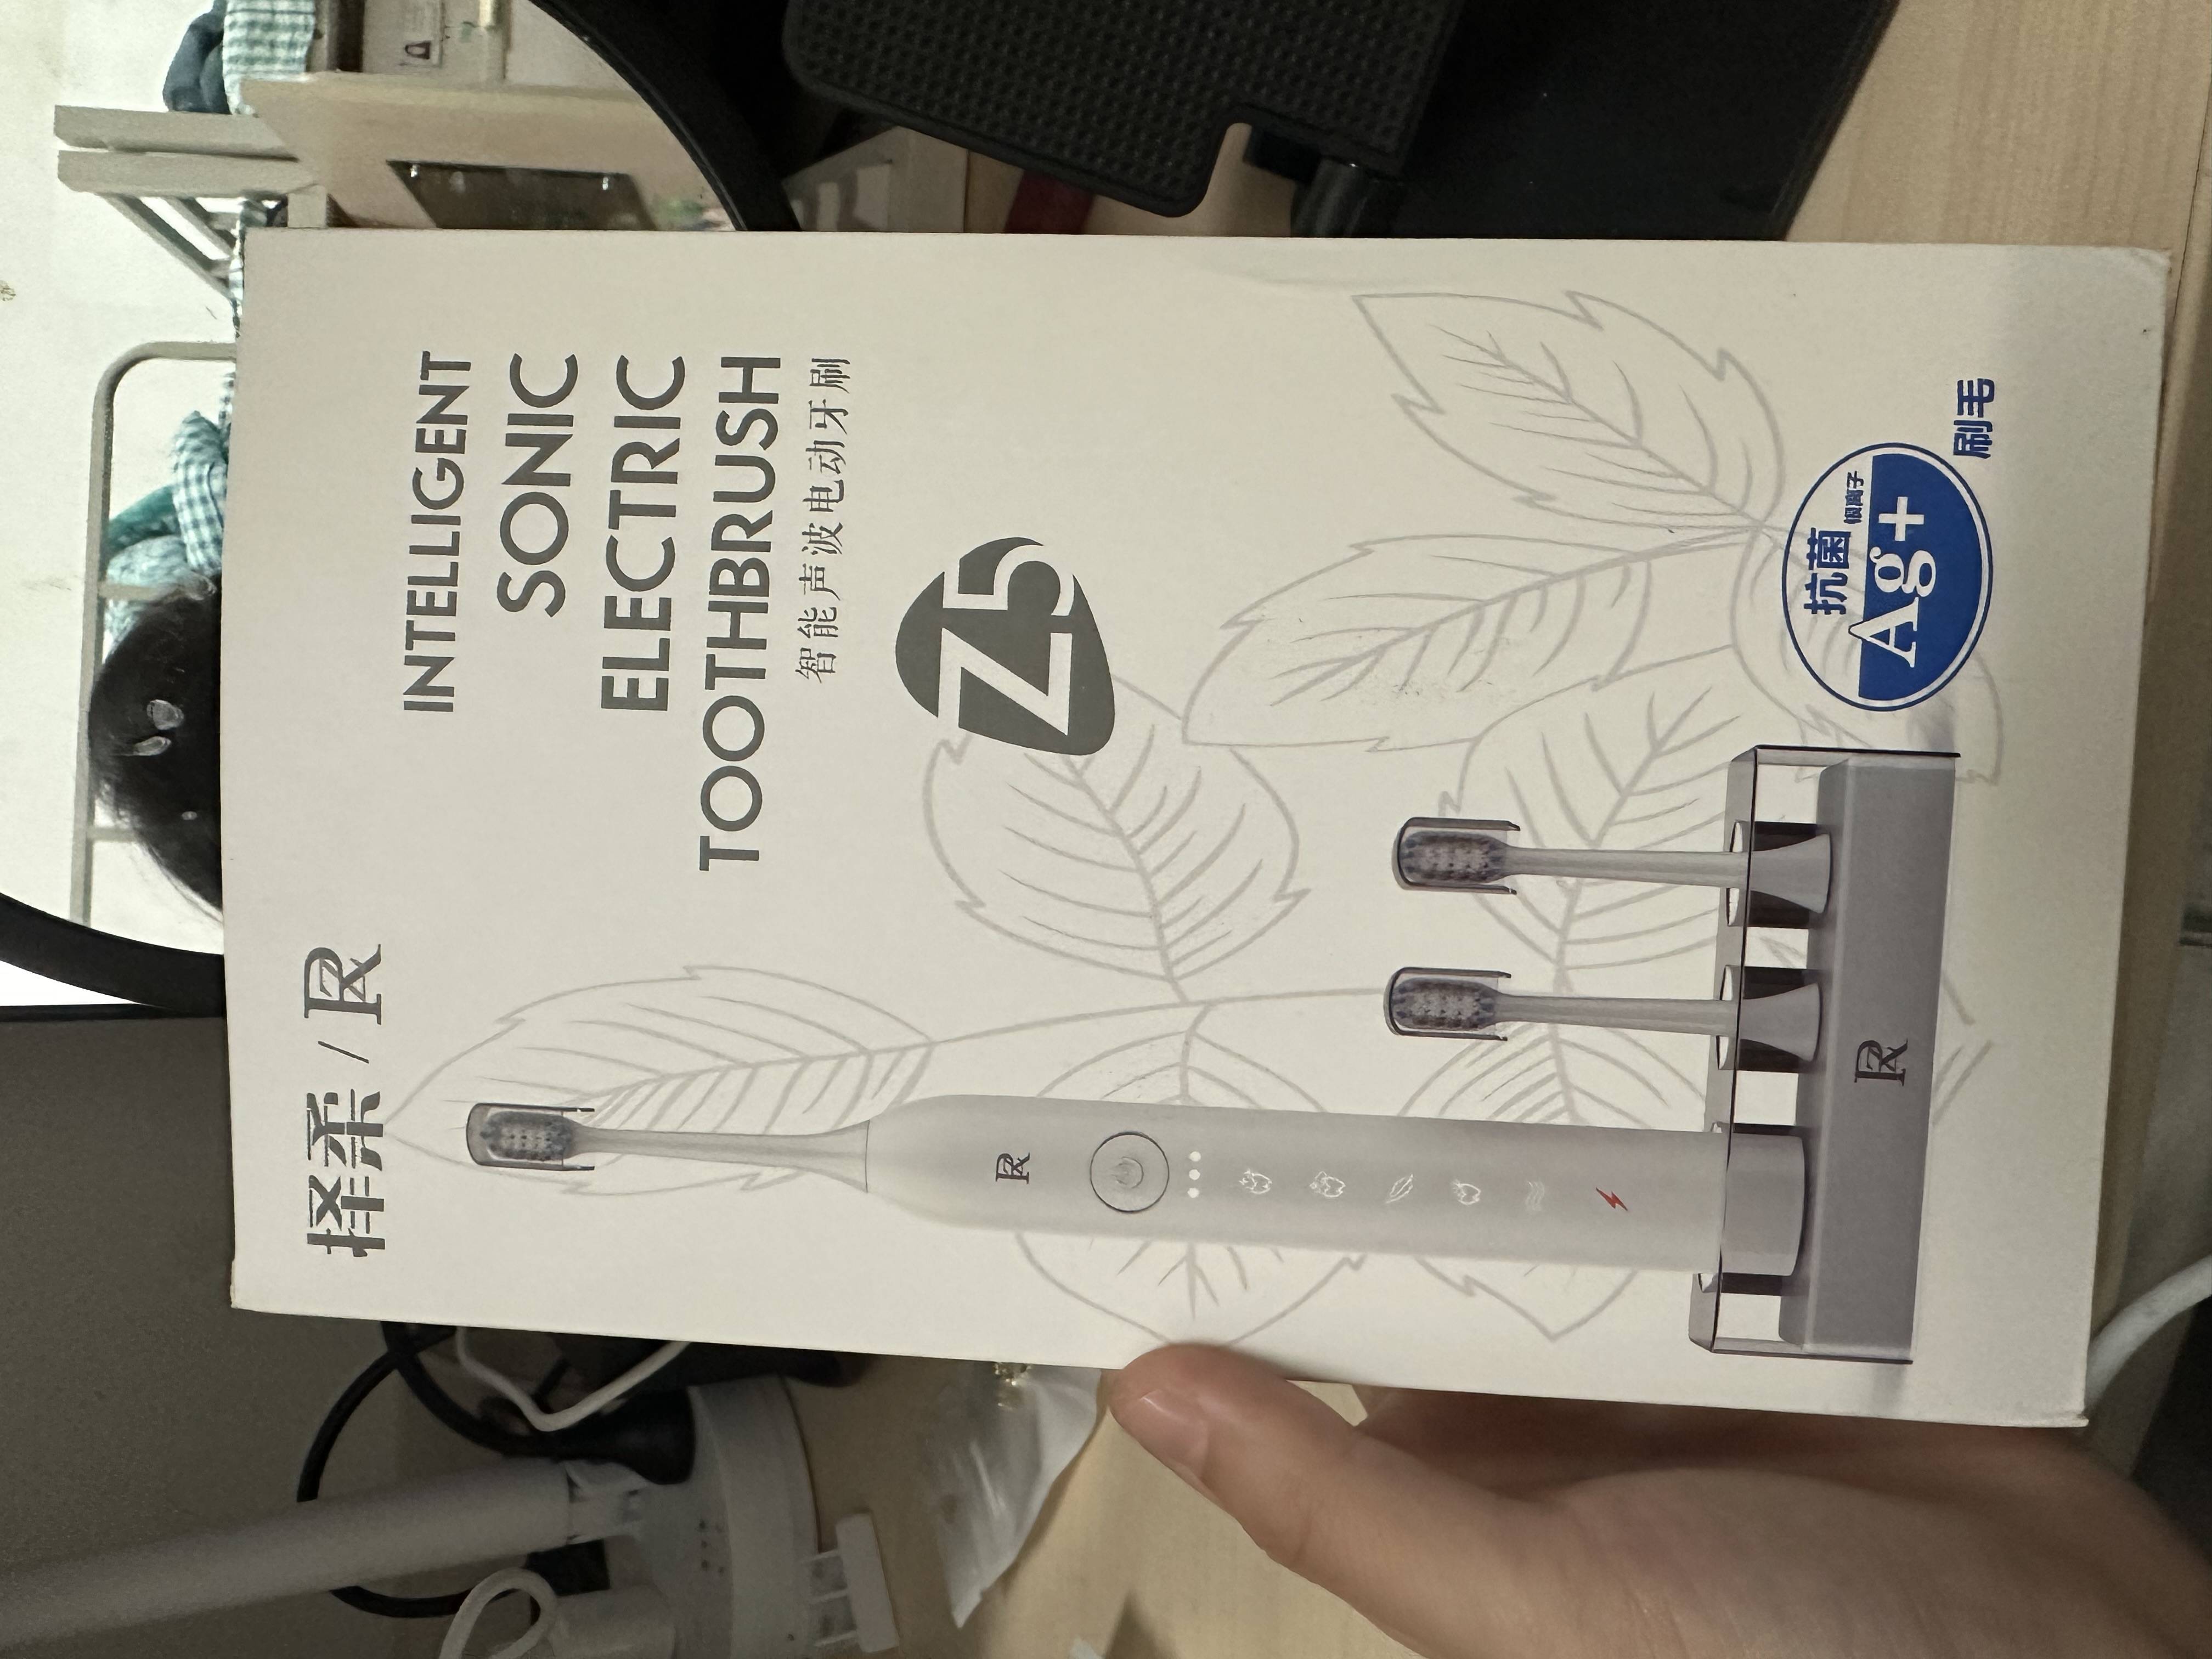 择柔 /
INTELLIGENT
SONIC
ELECTRIC
TOOTHBRUSH
智能声波电动牙刷
Z5
抗菌
银离子
Ag+
刷毛